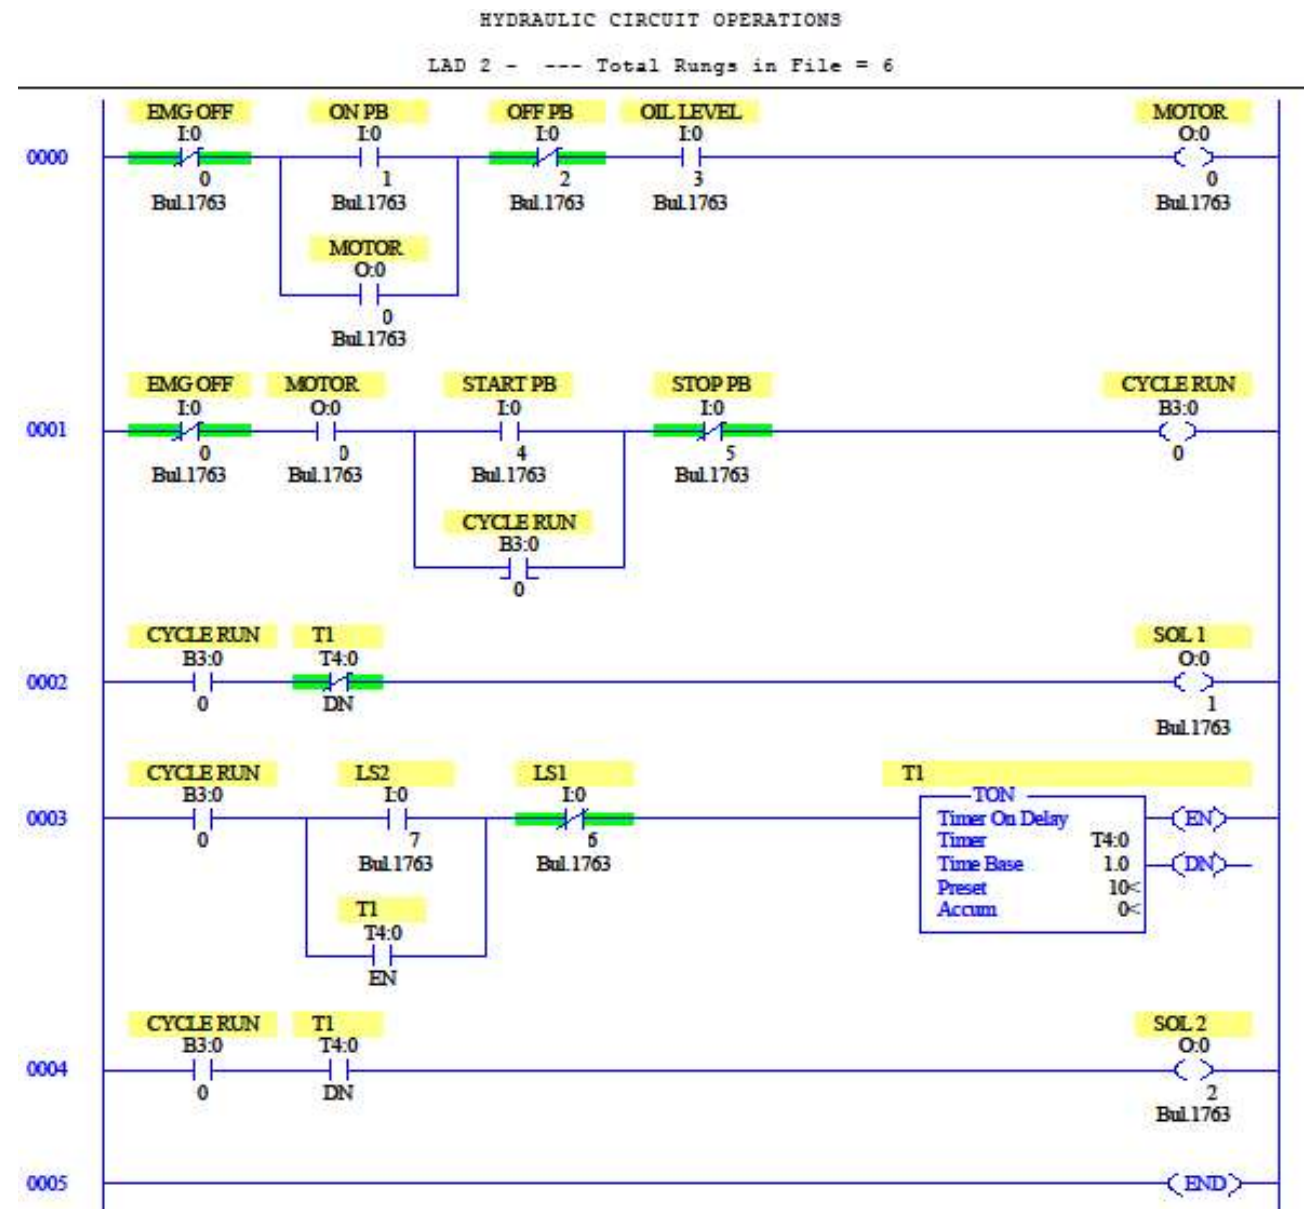 HYDRAULIC CIRCUIT OPERATIONS
LAD 2 - --- Total Rungs in File = 6
EMG OFF ON PB OFF PB OIL LEVEL MOTOR
I:0 I:0 I:0 I:0 O:0
0000
0 1 2 3 0
Bul.1763 Bul.1763 Bul.1763 Bul.1763 Bul.1763
MOTOR
O:0
0
Bul.1763
EMG OFF MOTOR START PB STOP PB CYCLE RUN
I:0 O:0 I:0 I:0 B3:0
0001
0 0 4 5 0
Bul.1763 Bul.1763 Bul.1763 Bul.1763
CYCLE RUN
B3:0
0
CYCLE RUN T1 SOL 1
B3:0 T4:0 O:0
0002
0 DN 1
Bul.1763
CYCLE RUN LS2 LS1 T1
B3:0 I:0 I:0 TON
0003 Timer On Delay EN
0 7 6 Timer T4:0
Bul.1763 Bul.1763 Time Base 1.0 DN
Preset 10<
T1 Accum 0<
T4:0
EN
CYCLE RUN T1 SOL 2
B3:0 T4:0 O:0
0004
0 DN 2
Bul.1763
0005 END